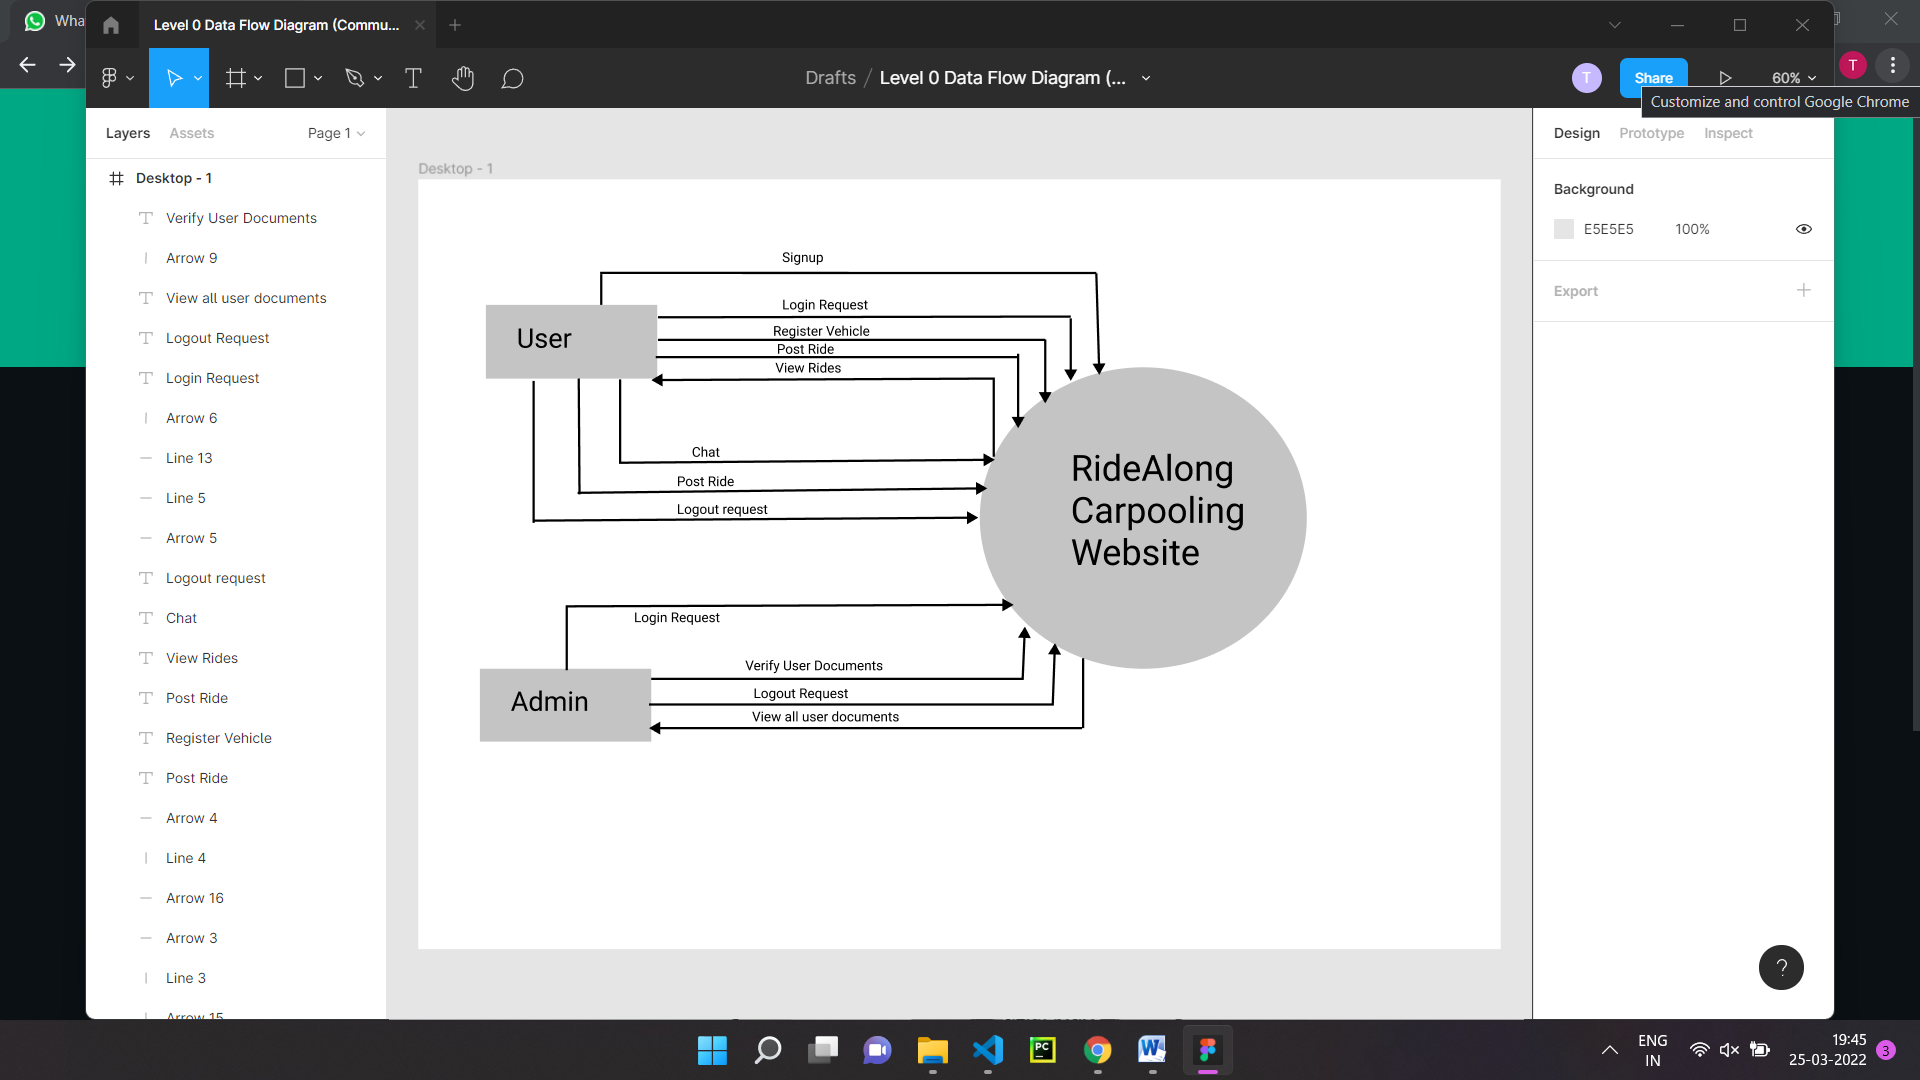 Wha
Level 0 Data Flow Diagram (Commu...
Drafts / Level 0 Data Flow Diagram (...
T
Share
60%
T
Customize and control Google Chrome
Layers
Assets
Page 1
Design
Prototype
Inspect
Desktop - 1
Verify User Documents
Arrow 9
View all user documents
Logout Request
Login Request
Arrow 6
Line 13
Line 5
Arrow 5
Logout request
Chat
View Rides
Post Ride
Register Vehicle
Post Ride
Arrow 4
Line 4
Arrow 16
Arrow 3
Line 3
Arrow 15
Desktop - 1
Signup
Login Request
Register Vehicle
Post Ride
View Rides
User
Chat
Post Ride
Logout request
RideAlong
Carpooling
Website
Login Request
Verify User Documents
Logout Request
View all user documents
Admin
Background
E5E5E5
100%
Export
?
PC
W
ENG
IN
19:45
25-03-2022
3